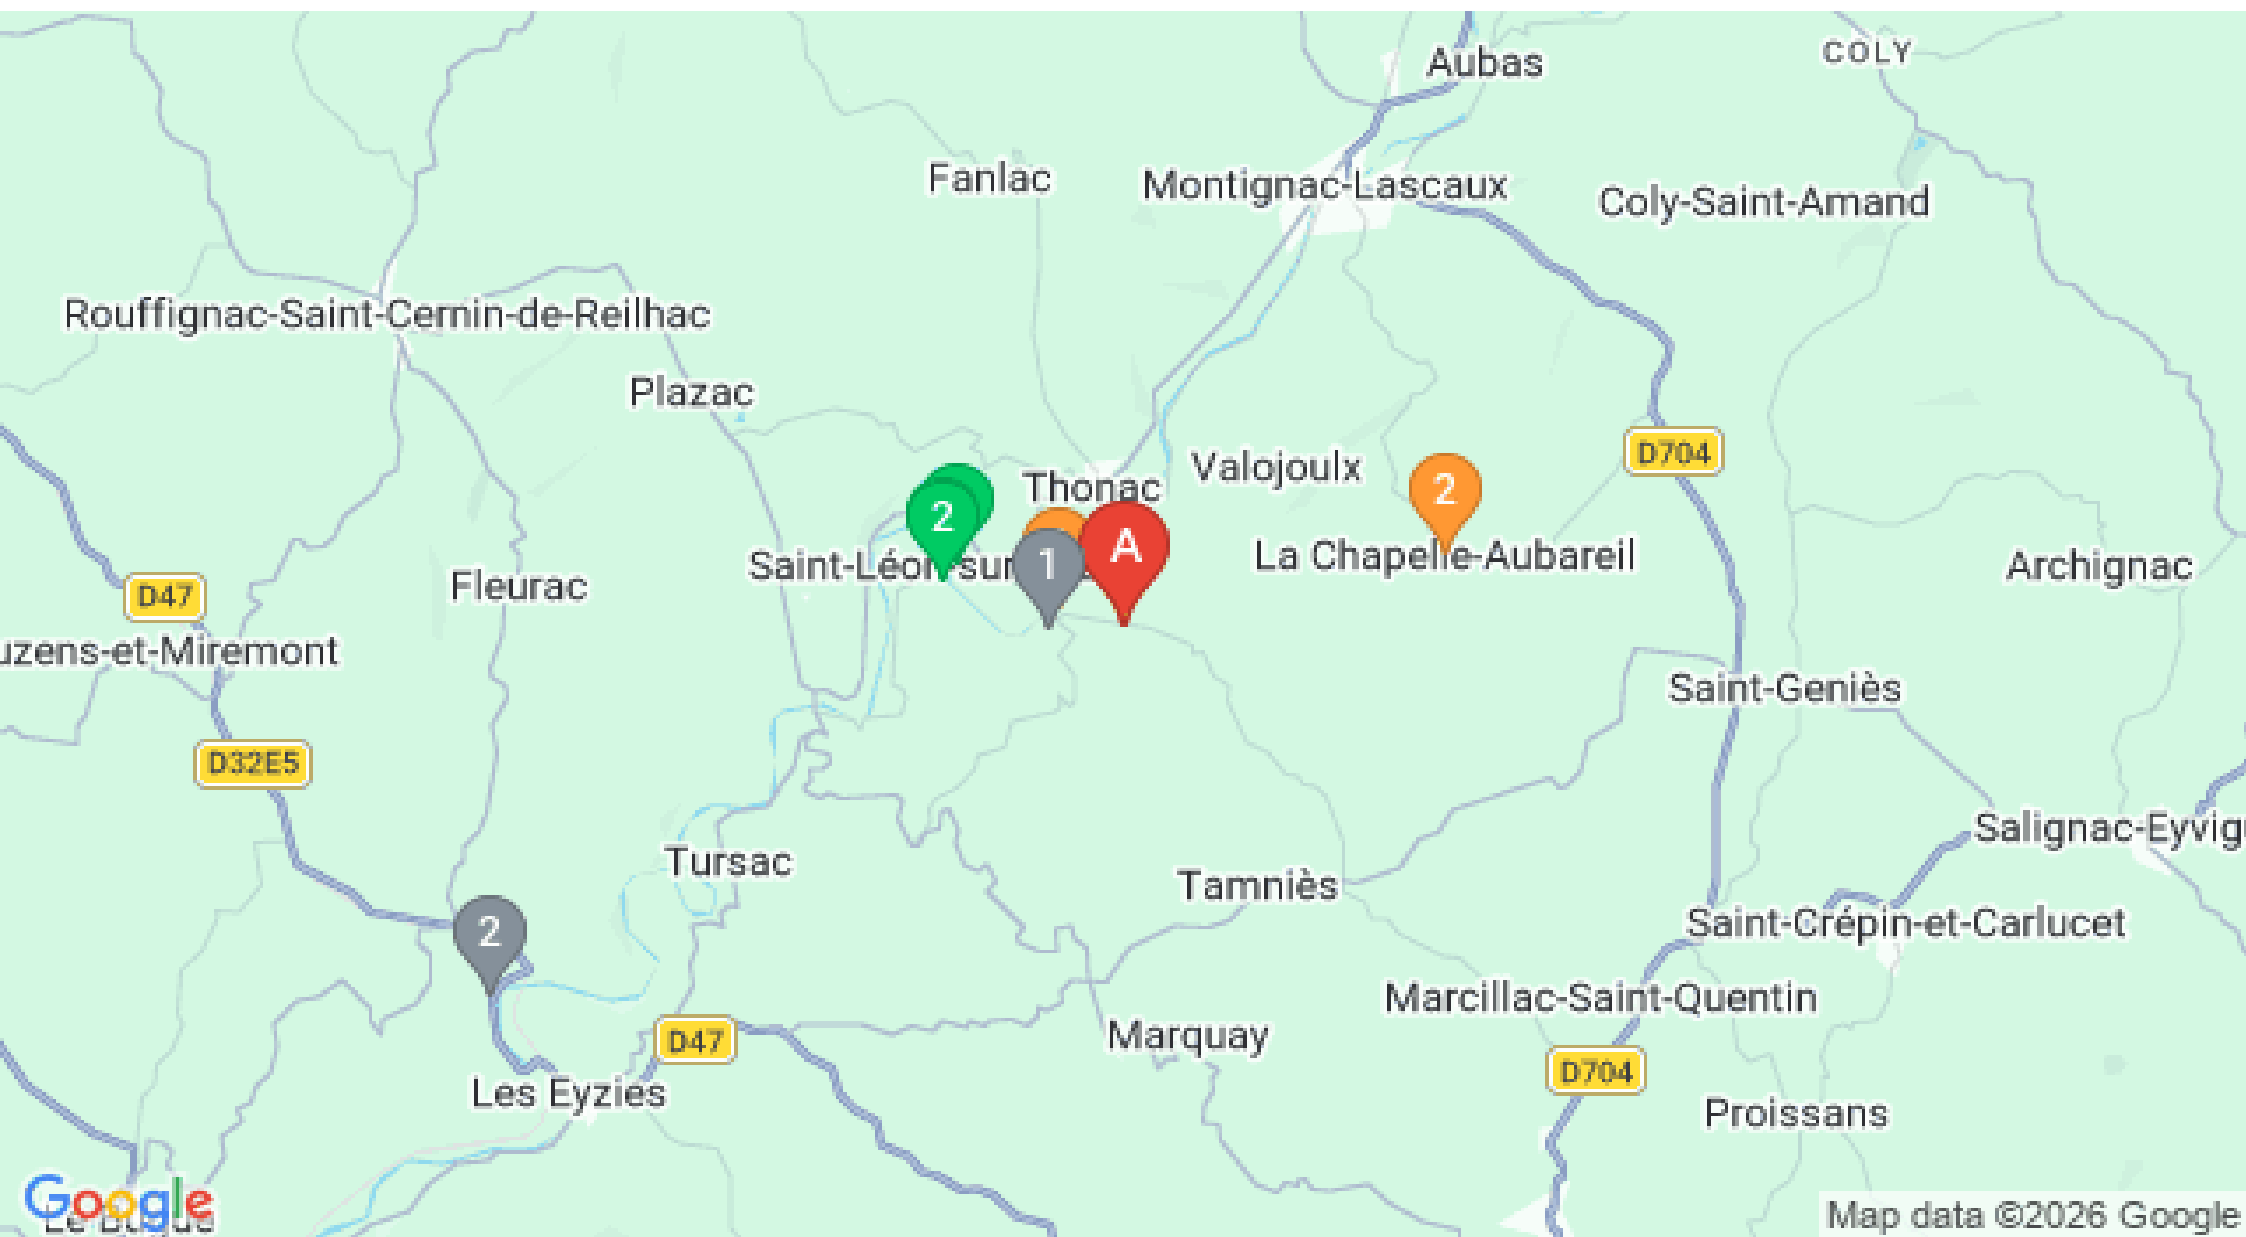 Aubas
COLY
Fanlac
Montignac-Lascaux
Coly-Saint-Amand
Rouffignac-Saint-Cernin-de-Reilhac
Plazac
D704
Valojoulx
Thonac
2
2
A
1
Saint-Léon-sur
La Chapelle-Aubareil
Archignac
Fleurac
D47
uzens-et-Miremont
Saint-Geniès
D32E5
Salignac-Eyvigu
Tursac
Tamniès
2
Saint-Crépin-et-Carlucet
Marcillac-Saint-Quentin
Marquay
D47
D704
Les Eyzies
Proissans
Google
Map data ©2026 Google